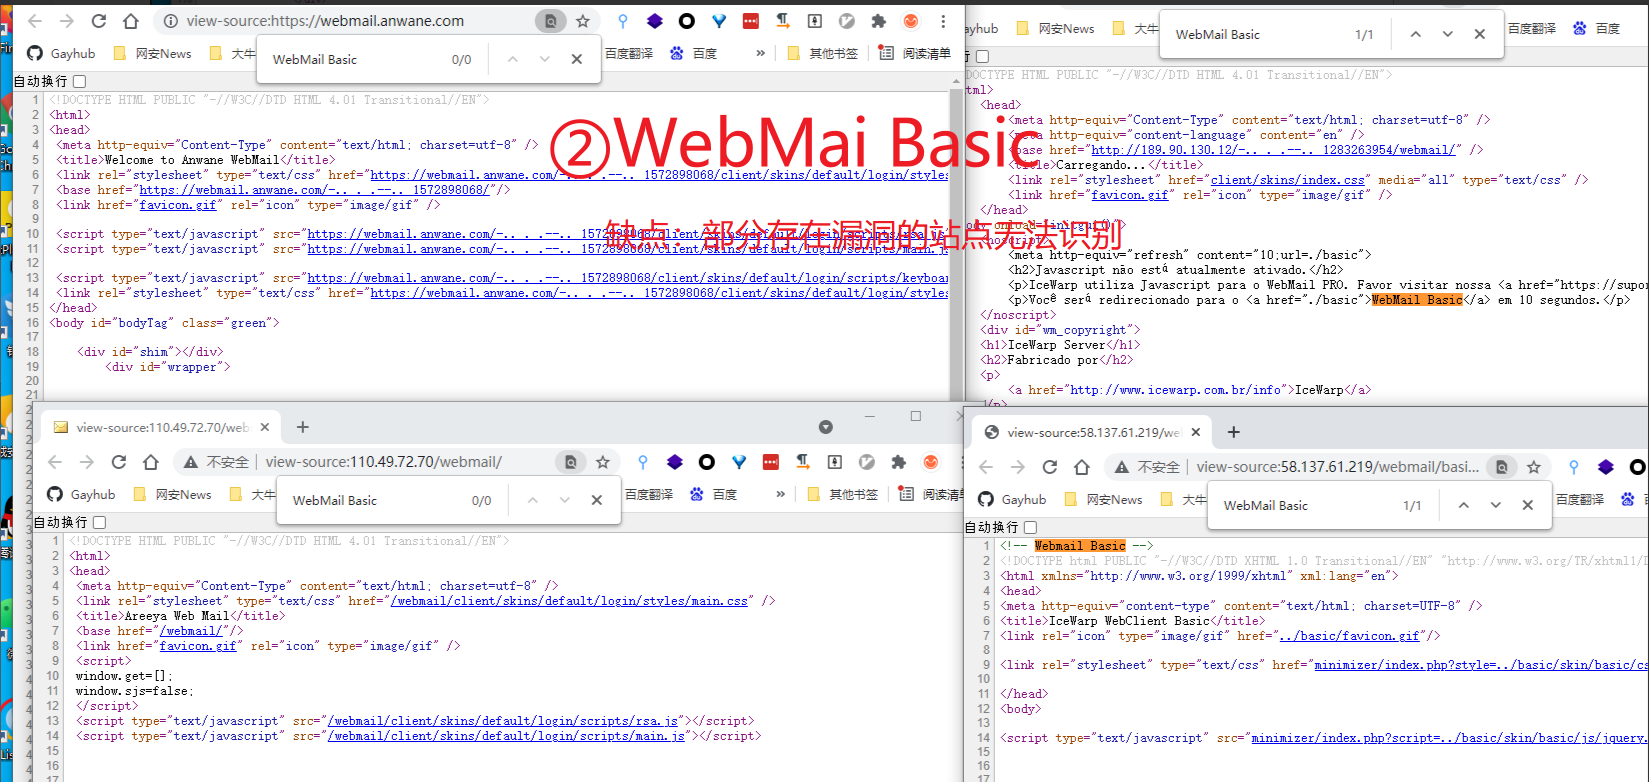 view-source:https://webmail.anwane.com
Gayhub
网安News
大牛
百度翻译
百度
»
其他书签
阅读清单
WebMail Basic
0/0
自动换行
1 <!DOCTYPE HTML PUBLIC "-//W3C//DTD HTML 4.01 Transitional//EN">
2 <html>
3 <head>
4 <meta http-equiv="Content-Type" content="text/html; charset=utf-8" />
5 <title>Welcome to Anwane WebMail</title>
6 <link rel="stylesheet" type="text/css" href="https://webmail.anwane.com/-.. . .--.. 1572898068/client/skins/default/login/styles
7 <base href="https://webmail.anwane.com/-.. . .--.. 1572898068/"/>
8 <link href="favicon.gif" rel="icon" type="image/gif" />
9
10 <script type="text/javascript" src="https://webmail.anwane.com/-.. . .--.. 1572898068/client/skins/default/login/scripts/rsa.js"
11 <script type="text/javascript" src="https://webmail.anwane.com/-.. . .--.. 1572898068/client/skins/default/login/scripts/main.js
12
13 <script type="text/javascript" src="https://webmail.anwane.com/-.. . .--.. 1572898068/client/skins/default/login/scripts/keyboar
14 <link rel="stylesheet" type="text/css" href="https://webmail.anwane.com/-.. . .--.. 1572898068/client/skins/default/login/styles
15 </head>
16 <body id="bodyTag" class="green">
17
18 <div id="shim"></div>
19 <div id="wrapper">
20
21
②WebMai Basic
缺点：部分存在漏洞的站点无法识别
ayhub
网安News
大牛
百度翻译
百度
WebMail Basic
1/1
行
DOCTYPE HTML PUBLIC "-//W3C//DTD HTML 4.01 Transitional//EN">
tml>
<head>
<meta http-equiv="Content-Type" content="text/html; charset=utf-8" />
<meta http-equiv="content-language" content="en" />
<base href="http://189.90.130.12/-.. . .--.. 1283263954/webmail/" />
<title>Carregando...</title>
<link rel="stylesheet" href="client/skins/index.css" media="all" type="text/css" />
<link href="favicon.gif" rel="icon" type="image/gif" />
</head>
ody onload="initgui()">
<noscript>
<meta http-equiv="refresh" content="10;url=./basic">
<h2>Javascript não está atualmente ativado.</h2>
<p>IceWarp utiliza Javascript para o WebMail PRO. Favor visitar nossa <a href="https://supor
<p>Você será redirecionado para o <a href="./basic">WebMail Basic</a> em 10 segundos.</p>
</noscript>
<div id="wm_copyright">
<h1>IceWarp Server</h1>
<h2>Fabricado por</h2>
<p>
<a href="http://www.icewarp.com.br/info">IceWarp</a>
</p>
view-source:110.49.72.70/web
不安全
view-source:110.49.72.70/webmail/
Gayhub
网安News
大牛
百度翻译
百度
»
其他书签
阅读清单
WebMail Basic
0/0
自动换行
1 <!DOCTYPE HTML PUBLIC "-//W3C//DTD HTML 4.01 Transitional//EN">
2 <html>
3 <head>
4 <meta http-equiv="Content-Type" content="text/html; charset=utf-8" />
5 <link rel="stylesheet" type="text/css" href="/webmail/client/skins/default/login/styles/main.css" />
6 <title>Areeya Web Mail</title>
7 <base href="/webmail/"/>
8 <link href="favicon.gif" rel="icon" type="image/gif" />
9 <script>
10 window.get=[];
11 window.sjs=false;
12 </script>
13 <script type="text/javascript" src="/webmail/client/skins/default/login/scripts/rsa.js"></script>
14 <script type="text/javascript" src="/webmail/client/skins/default/login/scripts/main.js"></script>
15
16
17
view-source:58.137.61.219/we
不安全
view-source:58.137.61.219/webmail/basi...
Gayhub
网安News
大牛
百度翻译
WebMail Basic
1/1
自动换行
1 <!-- Webmail Basic -->
2 <!DOCTYPE html PUBLIC "-//W3C//DTD XHTML 1.0 Transitional//EN" "http://www.w3.org/TR/xhtml1/D
3 <html xmlns="http://www.w3.org/1999/xhtml" xml:lang="en">
4 <head>
5 <meta http-equiv="content-type" content="text/html; charset=UTF-8" />
6 <title>IceWarp WebClient Basic</title>
7 <link rel="icon" type="image/gif" href="../basic/favicon.gif"/>
8
9 <link rel="stylesheet" type="text/css" href="minimizer/index.php?style=../basic/skin/basic/cs
10
11 </head>
12 <body>
13
14 <script type="text/javascript" src="minimizer/index.php?script=../basic/skin/basic/js/jquery.
15
16
17